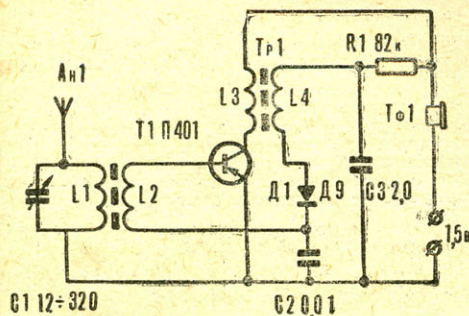 Ан1
Тр1
R1 82к
L3
L4
Тф1
Т1 П401
L1
L2
Д1
Д9
С3 2,0
1,5в
С1 12÷320
С2 0,01